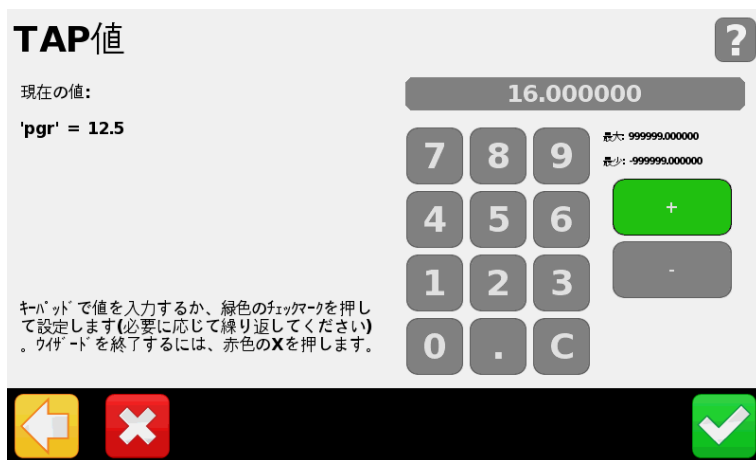 TAP値
?
現在の値:
'pgr' = 12.5
16.000000
最大: 999999.000000
最少: -999999.000000
7 8 9
+
4 5 6
-
1 2 3
0 . C
ｷｰﾊﾟｯﾄﾞで値を入力するか、緑色のﾁｪｯｸﾏｰｸを押し
て設定します(必要に応じて繰り返してください)
。ｳｨｻﾞｰﾄﾞを終了するには、赤色のXを押します。